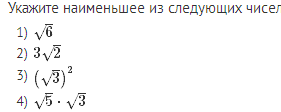 Укажите наименьшее из следующих чисел
1) √6
2) 3√2
3) (√3)²
4) √5 · √3